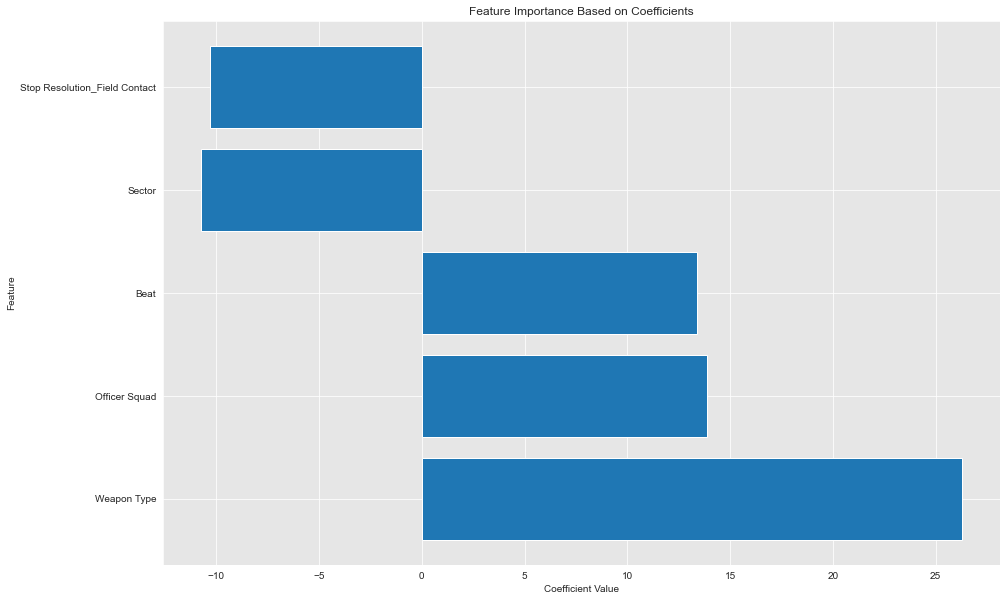 Feature Importance Based on Coefficients
Stop Resolution_Field Contact
Sector
Beat
Officer Squad
Weapon Type
Feature
−10 −5 0 5 10 15 20 25
Coefficient Value